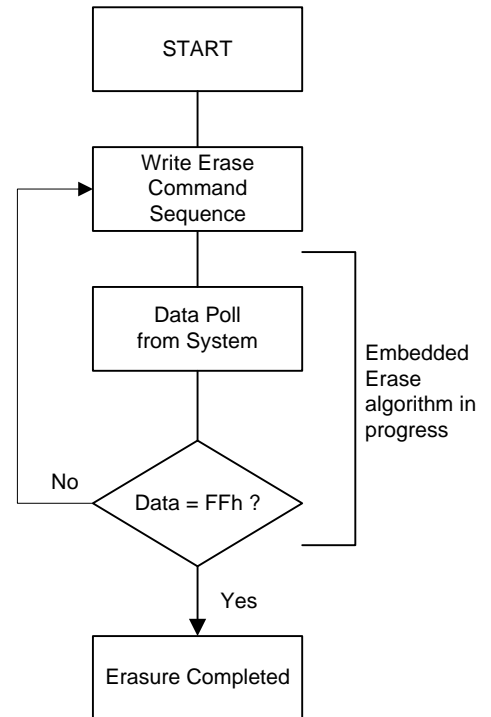 START
Write Erase
Command
Sequence
Data Poll
from System
Embedded
Erase
algorithm in
progress
No
Data = FFh ?
Yes
Erasure Completed